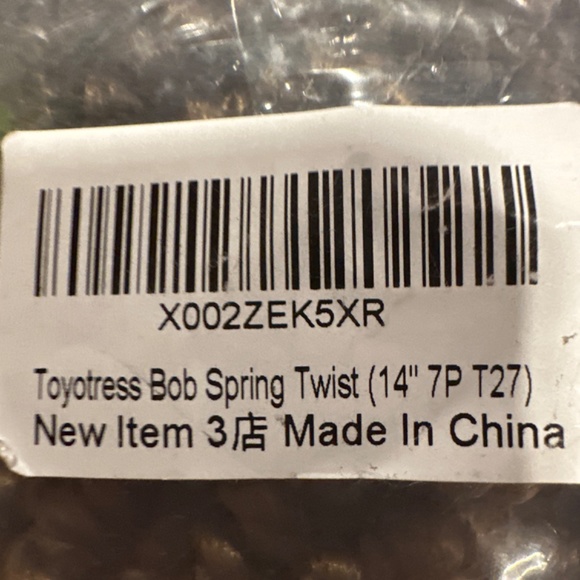 X002ZEK5XR
Toyotress Bob Spring Twist (14" 7P T27)
New Item 3店 Made In China